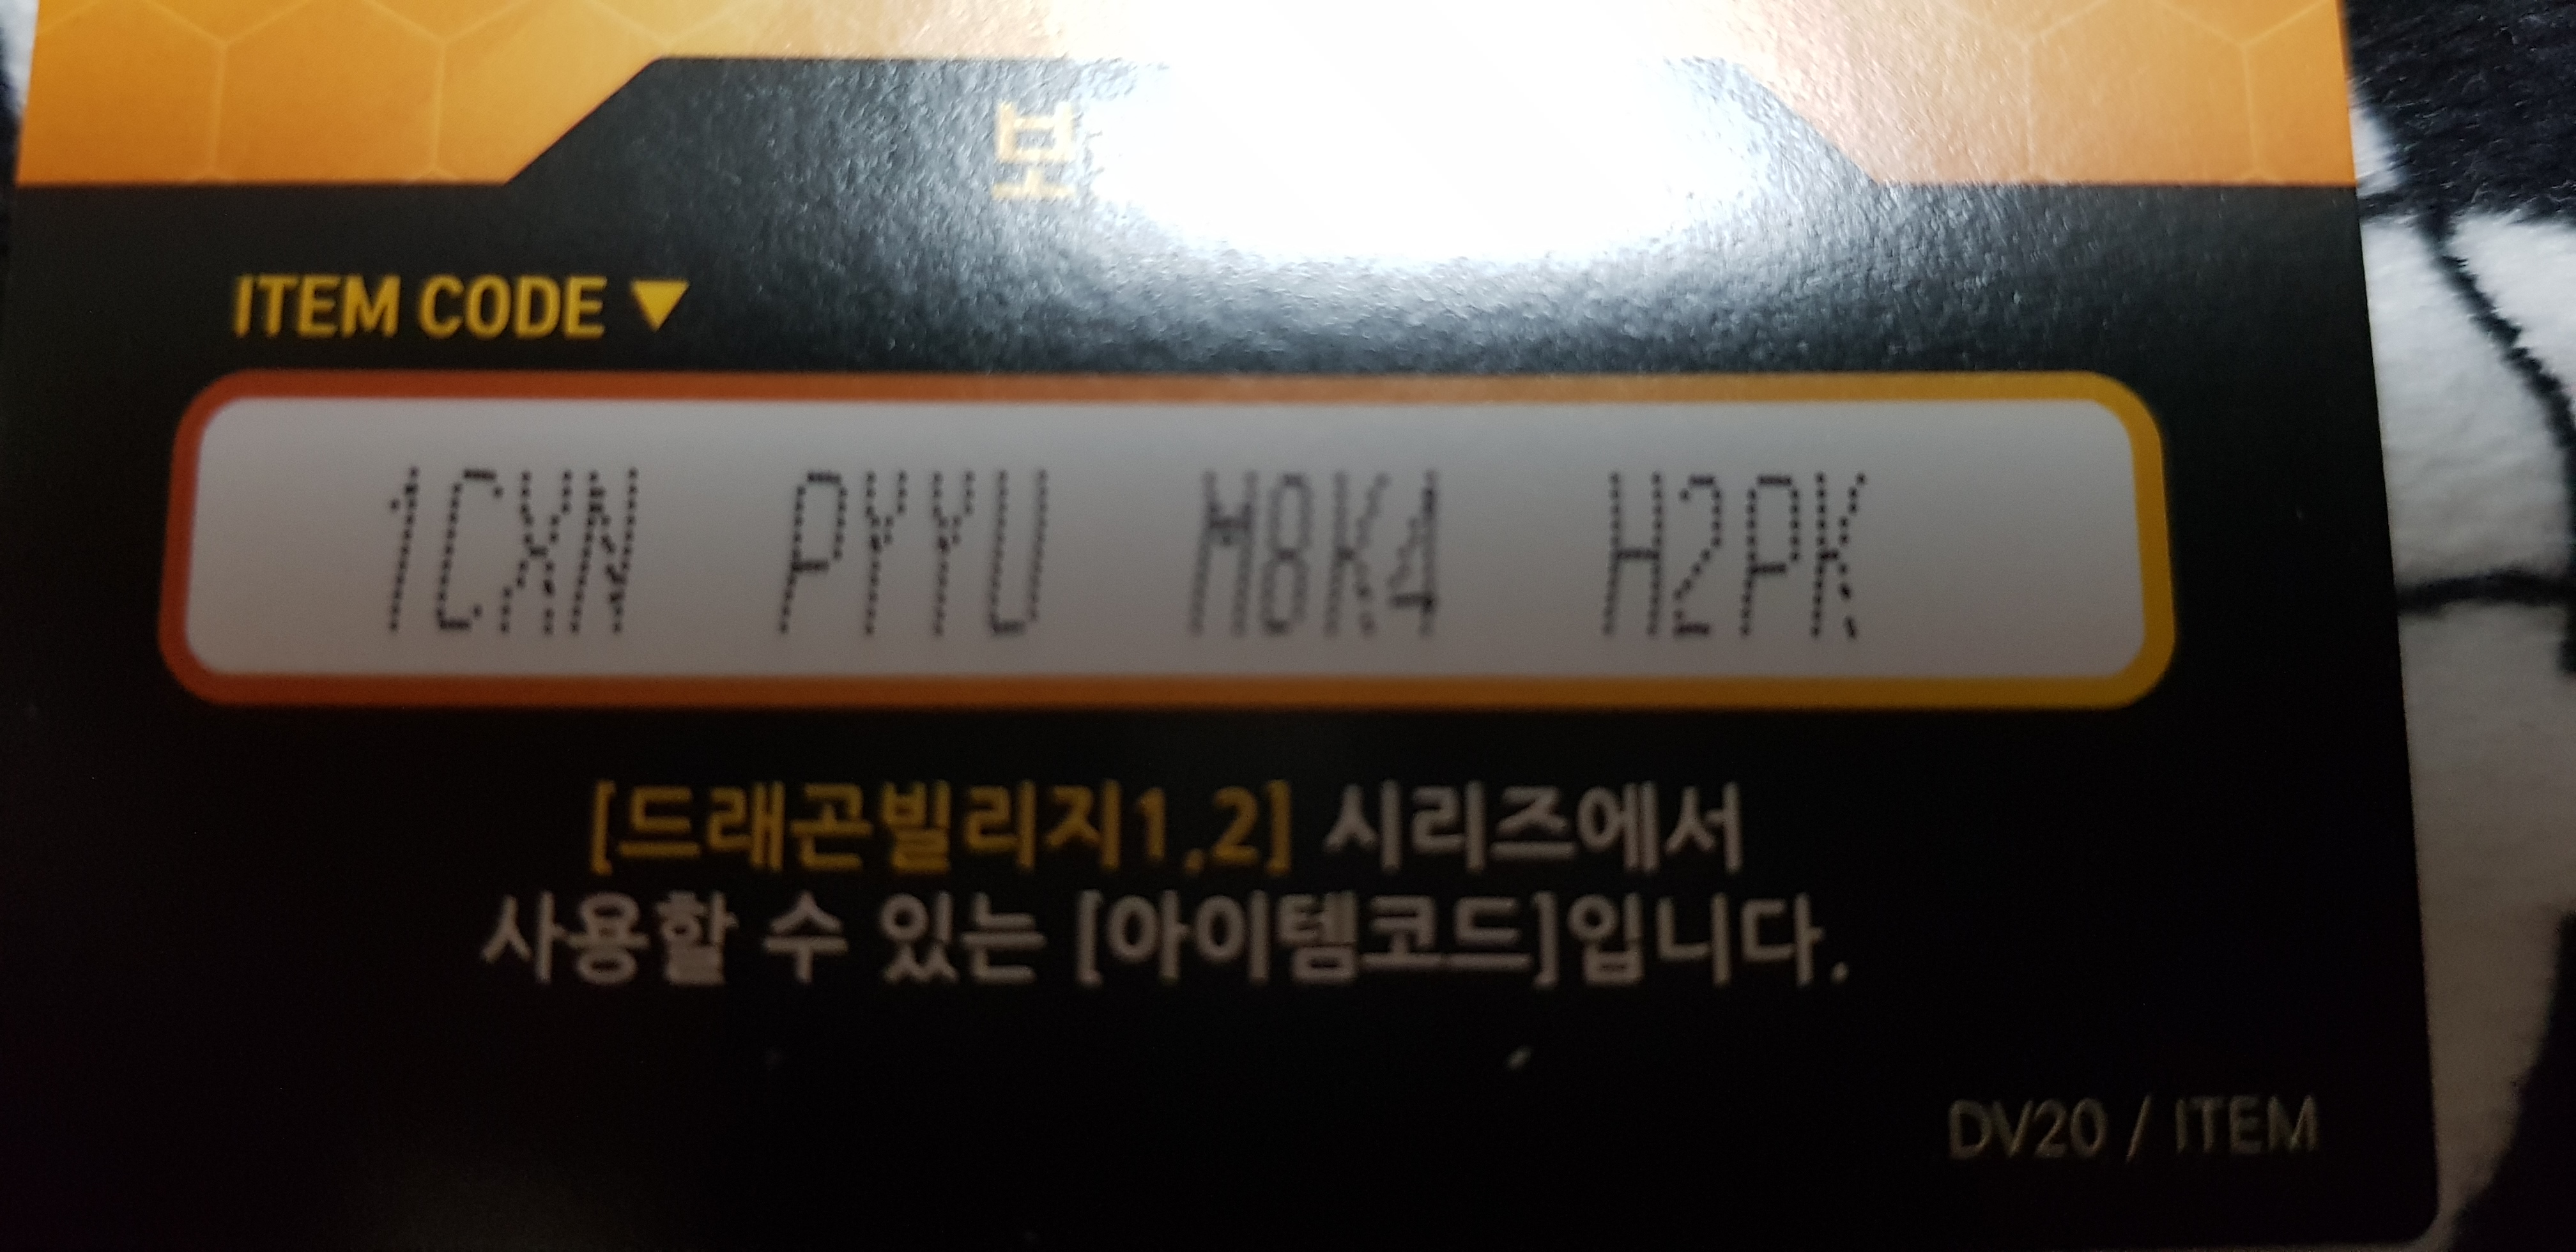 보
ITEM CODE ▼
1CXN PYYU M8K4 H2PK
[드래곤빌리지1,2] 시리즈에서
사용할 수 있는 [아이템코드]입니다.
DV20 / ITEM